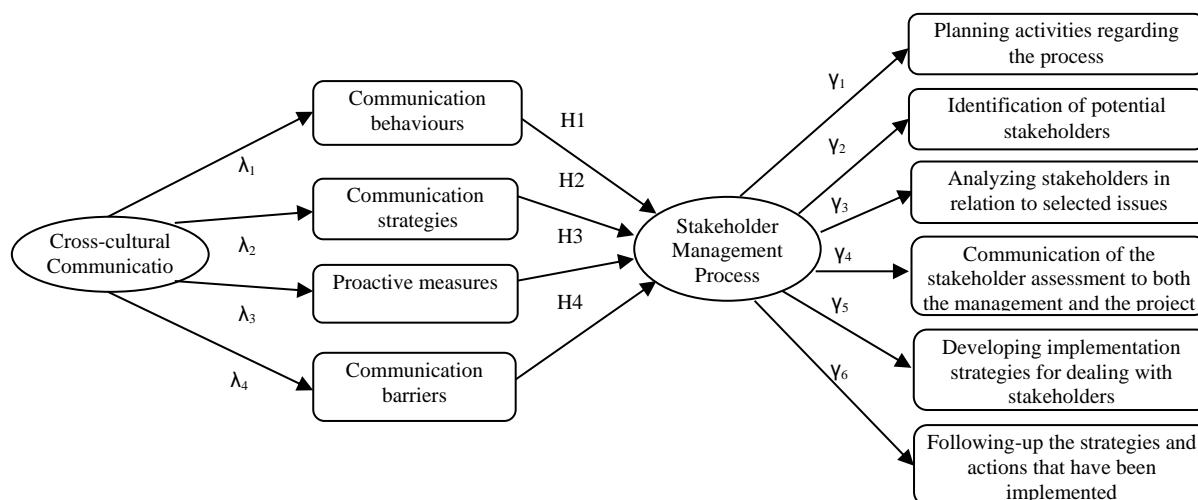 Cross-cultural
Communicatio
λ1
λ2
λ3
λ4
Communication
behaviours
Communication
strategies
Proactive measures
Communication
barriers
H1
H2
H3
H4
Stakeholder
Management
Process
γ1
γ2
γ3
γ4
γ5
γ6
Planning activities regarding
the process
Identification of potential
stakeholders
Analyzing stakeholders in
relation to selected issues
Communication of the
stakeholder assessment to both
the management and the project
Developing implementation
strategies for dealing with
stakeholders
Following-up the strategies and
actions that have been
implemented